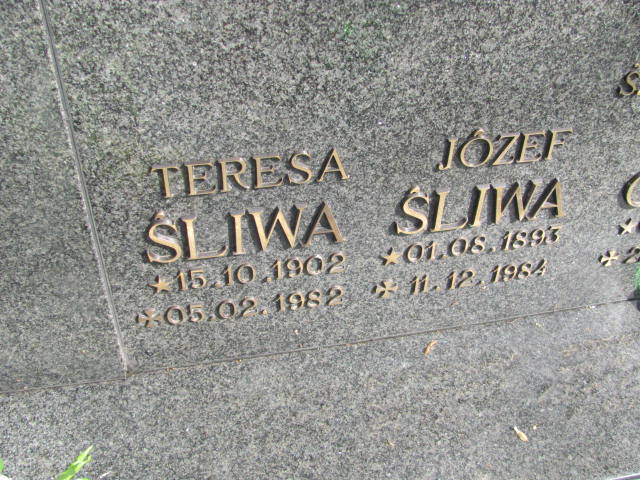 TERESA
ŚLIWA
★15.10.1902
✠05.02.1982
JÓZEF
ŚLIWA
★01.08.1893
✠11.12.1984